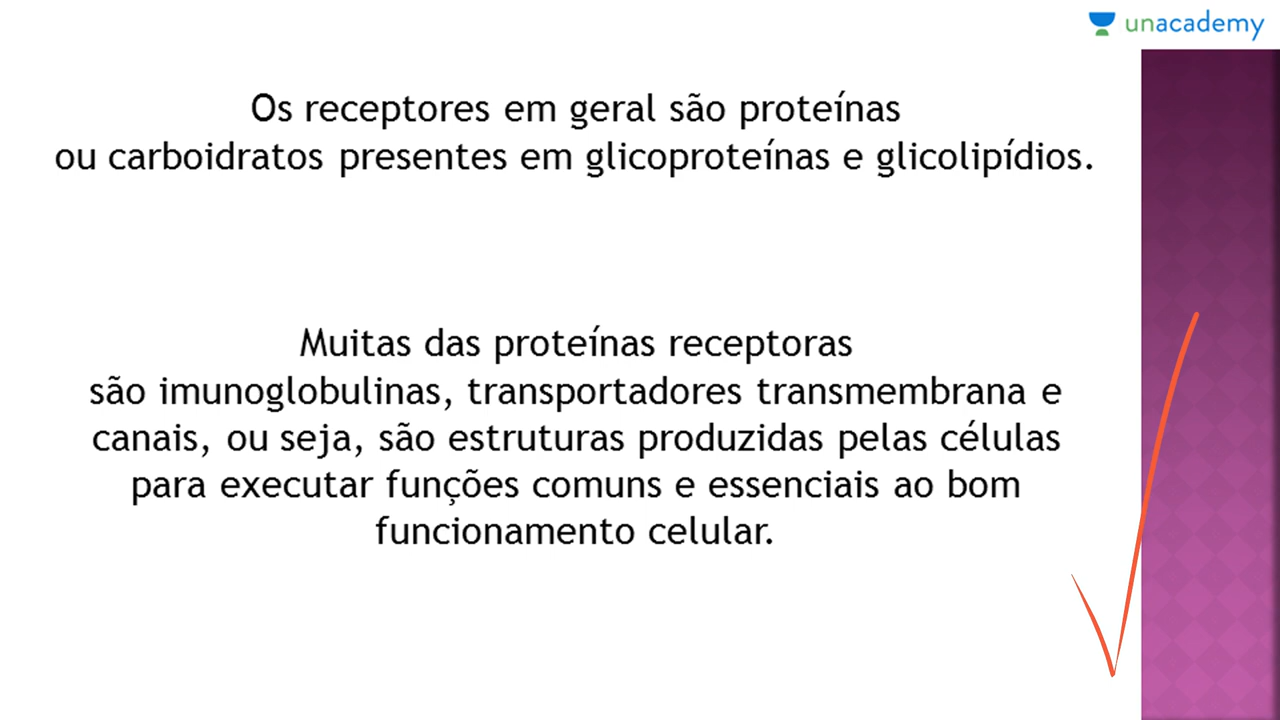 unacademy
Os receptores em geral são proteínas
ou carboidratos presentes em glicoproteínas e glicolipídios.
Muitas das proteínas receptoras
são imunoglobulinas, transportadores transmembrana e
canais, ou seja, são estruturas produzidas pelas células
para executar funções comuns e essenciais ao bom
funcionamento celular.